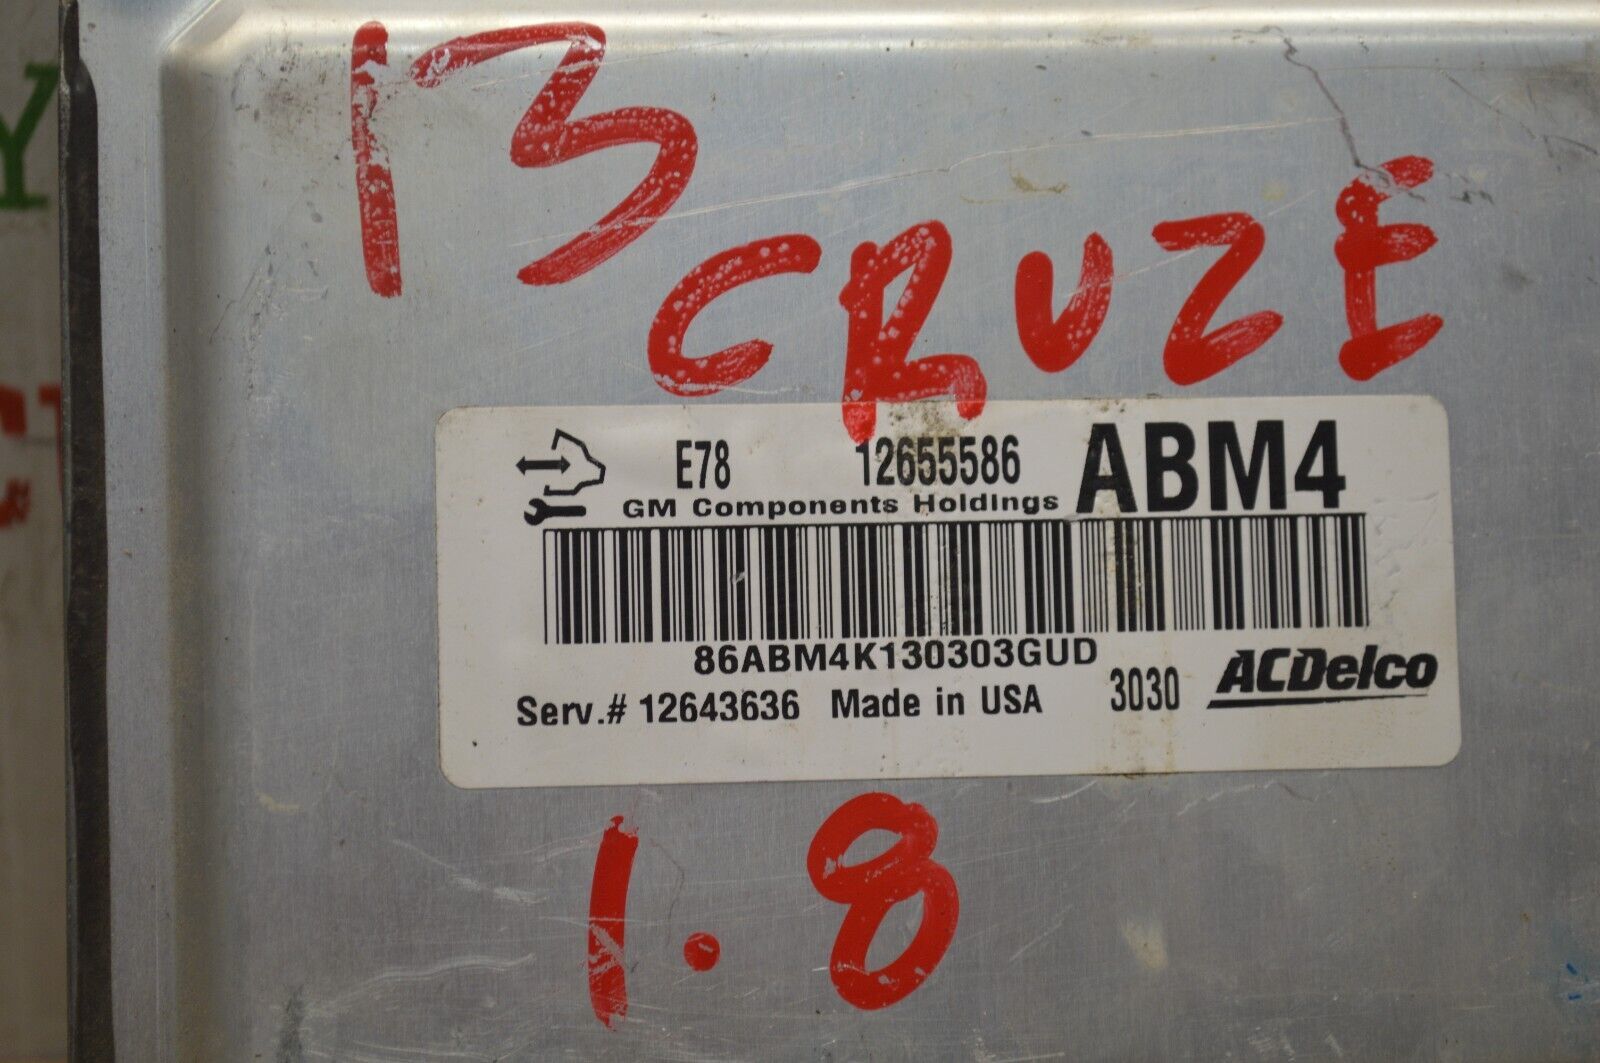 13
CRUZE
E78 12655586 ABM4
GM Components Holdings
86ABM4K130303GUD
Serv.# 12643636 Made in USA 3030 ACDelco
1.8
Y